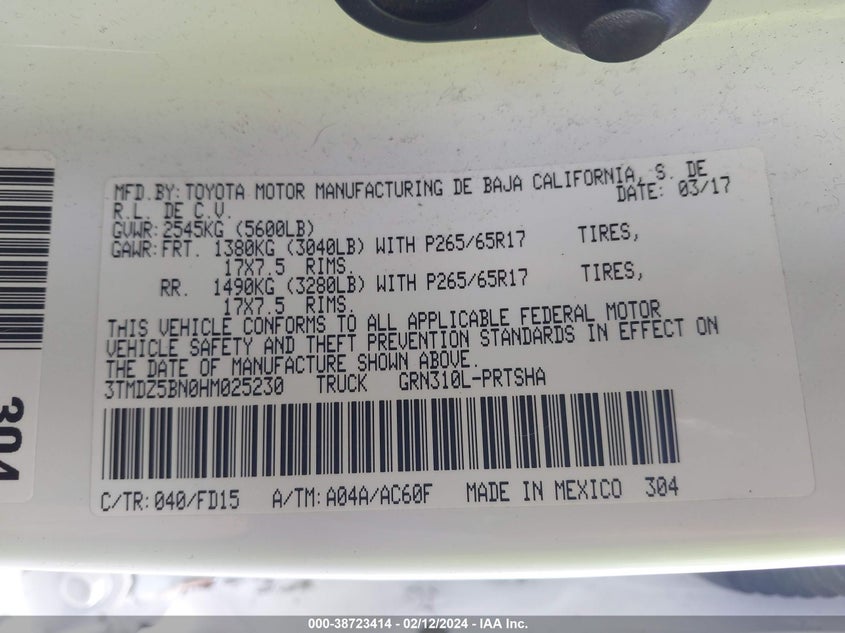 MFD.BY:TOYOTA MOTOR MANUFACTURING DE BAJA CALIFORNIA, S. DE
R.L. DE C.V. DATE: 03/17
GVWR:2545KG (5600LB)
GAWR:FRT. 1380KG (3040LB) WITH P265/65R17 TIRES,
17X7.5 RIMS.
RR. 1490KG (3280LB) WITH P265/65R17 TIRES,
17X7.5 RIMS.
THIS VEHICLE CONFORMS TO ALL APPLICABLE FEDERAL MOTOR
VEHICLE SAFETY AND THEFT PREVENTION STANDARDS IN EFFECT ON
THE DATE OF MANUFACTURE SHOWN ABOVE.
3TMDZ5BN0HM025230 TRUCK GRN310L-PRTSHA
C/TR:040/FD15 A/TM:A04A/AC60F MADE IN MEXICO 304
304
000-38723414 - 02/12/2024 - IAA Inc.